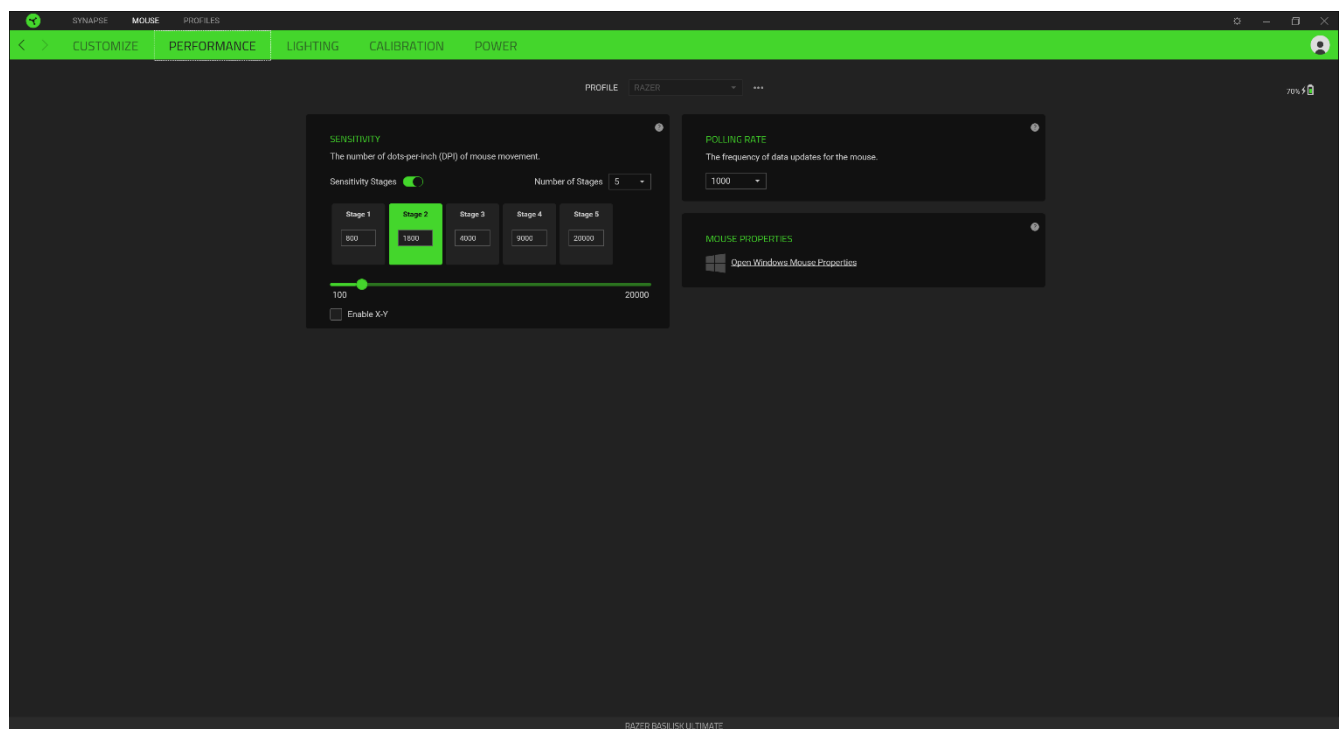 SYNAPSE MOUSE PROFILES
CUSTOMIZE PERFORMANCE LIGHTING CALIBRATION POWER
PROFILE RAZER
70%
SENSITIVITY
The number of dots-per-inch (DPI) of mouse movement.
Sensitivity Stages Number of Stages 5
Stage 1 Stage 2 Stage 3 Stage 4 Stage 5
800 1800 4000 9000 20000
100 20000
Enable X-Y
POLLING RATE
The frequency of data updates for the mouse.
1000
MOUSE PROPERTIES
Open Windows Mouse Properties
RAZER BASILISK ULTIMATE